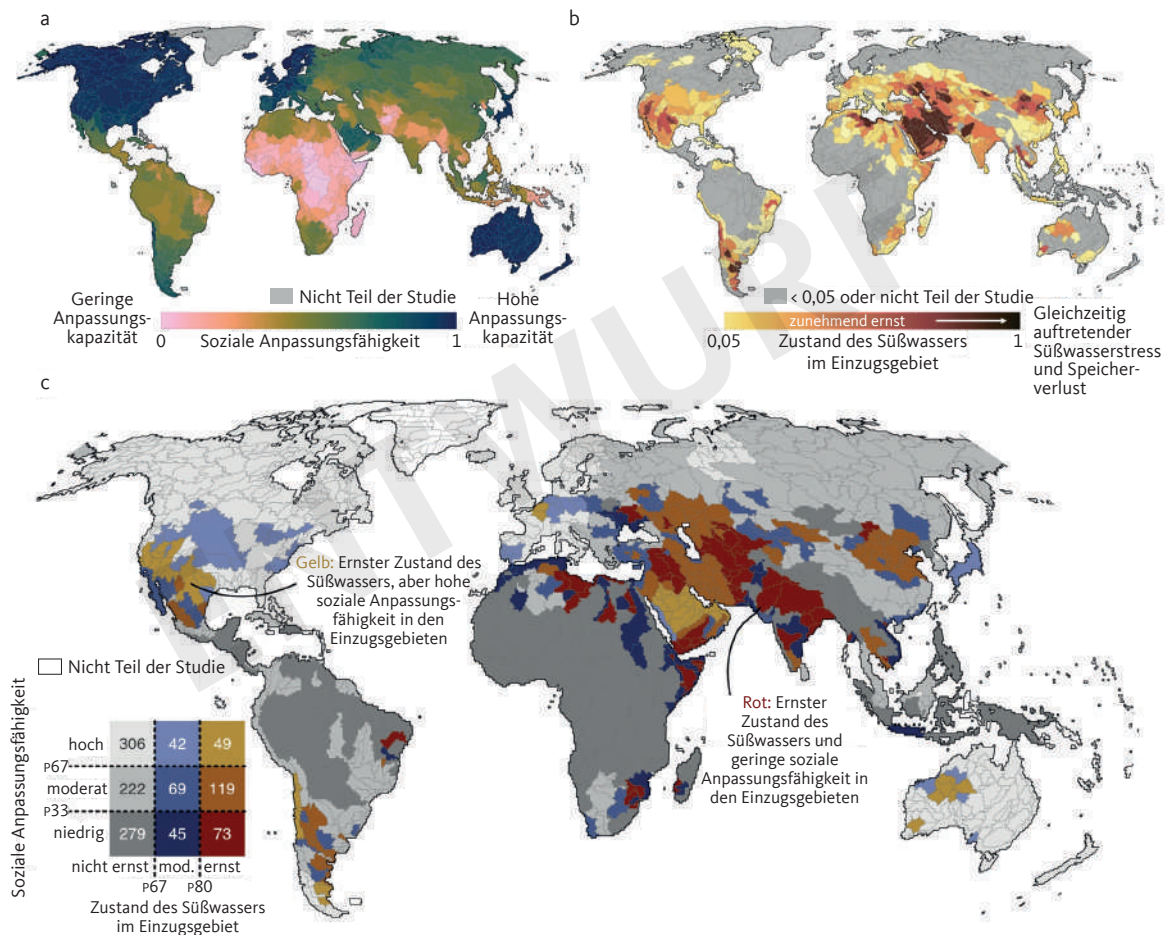 a
Geringe
Anpassungs-
kapazität
Nicht Teil der Studie
0
Soziale Anpassungsfähigkeit
1
Hohe
Anpassungs-
kapazität
b
< 0,05 oder nicht Teil der Studie
zunehmend ernst
0,05
Zustand des Süßwassers
im Einzugsgebiet
1
Gleichzeitig
auftretender
Süßwasserstress
und Speicher-
verlust
c
Gelb: Ernster Zustand des
Süßwassers, aber hohe
soziale Anpassungs-
fähigkeit in den
Einzugsgebieten
Rot: Ernster
Zustand des
Süßwassers und
geringe soziale
Anpassungsfähigkeit in
den Einzugsgebieten
Nicht Teil der Studie
Soziale Anpassungsfähigkeit
hoch 306 42 49
P67
moderat 222 69 119
P33
niedrig 279 45 73
nicht ernst mod. ernst
P67 P80
Zustand des Süßwassers
im Einzugsgebiet
ENTWURF